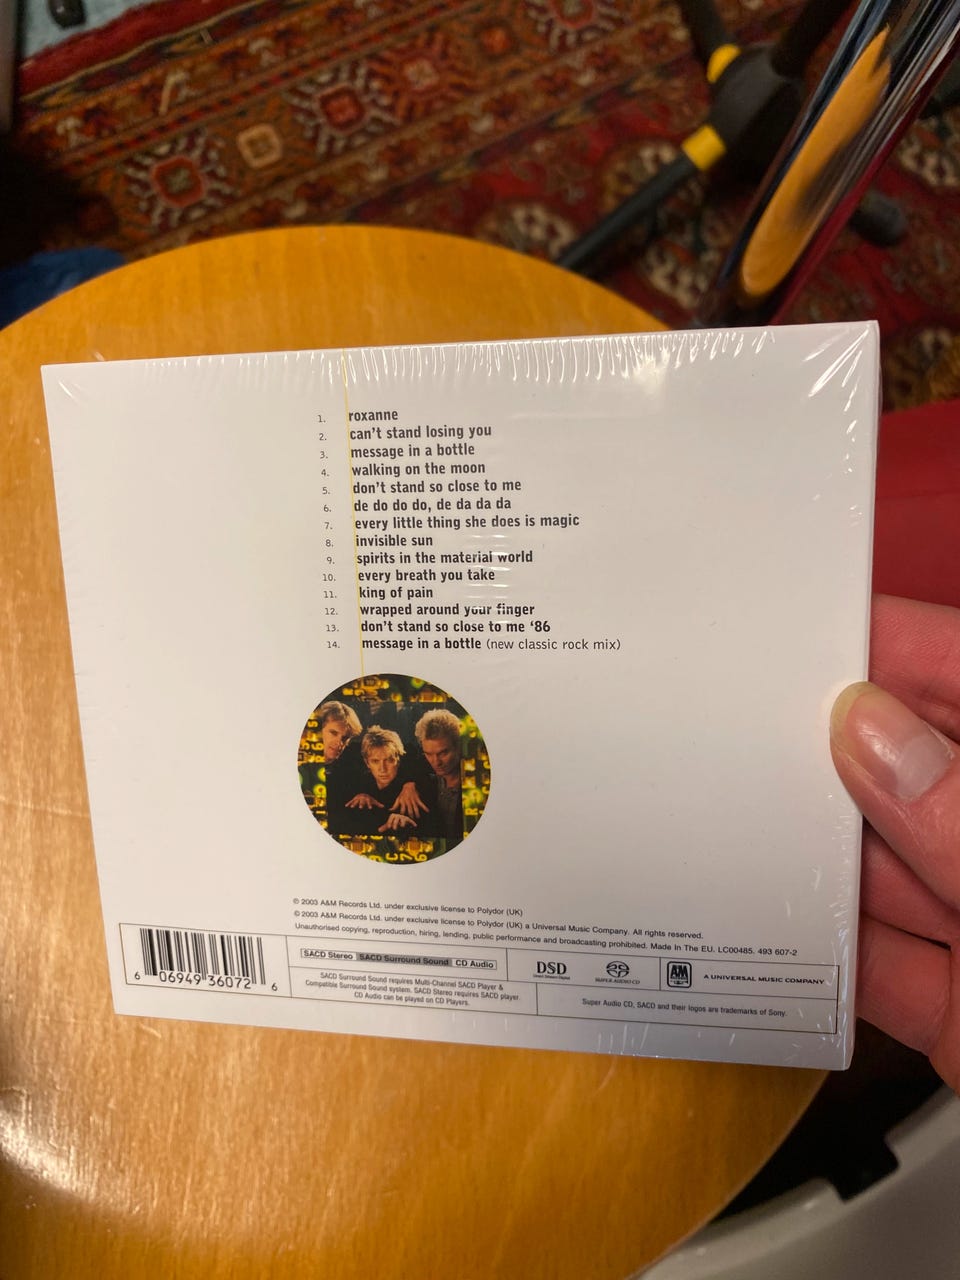 1. roxanne
2. can't stand losing you
3. message in a bottle
4. walking on the moon
5. don't stand so close to me
6. de do do do, de da da da
7. every little thing she does is magic
8. invisible sun
9. spirits in the material world
10. every breath you take
11. king of pain
12. wrapped around your finger
13. don't stand so close to me '86
14. message in a bottle (new classic rock mix)
℗ 2003 A&M Records Ltd. under exclusive license to Polydor (UK)
© 2003 A&M Records Ltd. under exclusive license to Polydor (UK) a Universal Music Company. All rights reserved.
Unauthorised copying, reproduction, hiring, lending, public performance and broadcasting prohibited. Made In The EU. LC00485. 493 607-2
6 06949 36072 6
SACD Stereo SACD Surround Sound CD Audio
SACD Surround Sound requires Multi-Channel SACD Player &
Compatible Surround Sound system. SACD Stereo requires SACD player.
CD Audio can be played on CD Players.
DSD
Direct Stream Digital
SUPER AUDIO CD
A&M RECORDS
A UNIVERSAL MUSIC COMPANY
Super Audio CD, SACD and their logos are trademarks of Sony.